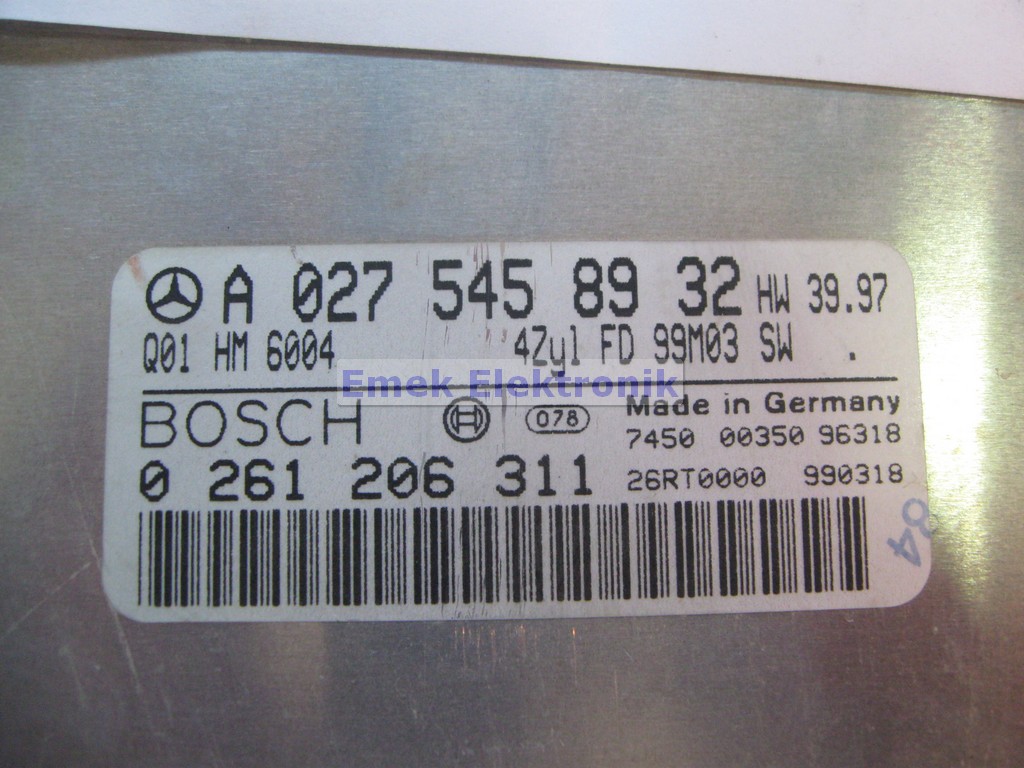 A 027 545 89 32 HW 39.97
Q01 HM 6004 4Zyl FD 99M03 SW .
Emek Elektronik
BOSCH 078 Made in Germany
7450 00350 96318
0 261 206 311 26RT0000 990318
84